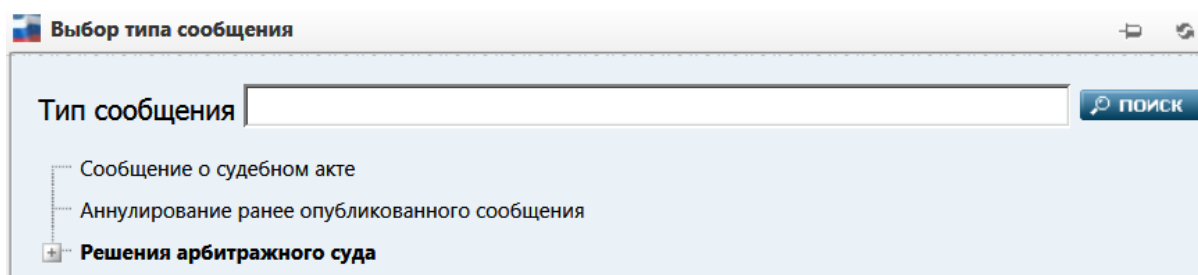 Выбор типа сообщения
Тип сообщения
ПОИСК
Сообщение о судебном акте
Аннулирование ранее опубликованного сообщения
Решения арбитражного суда